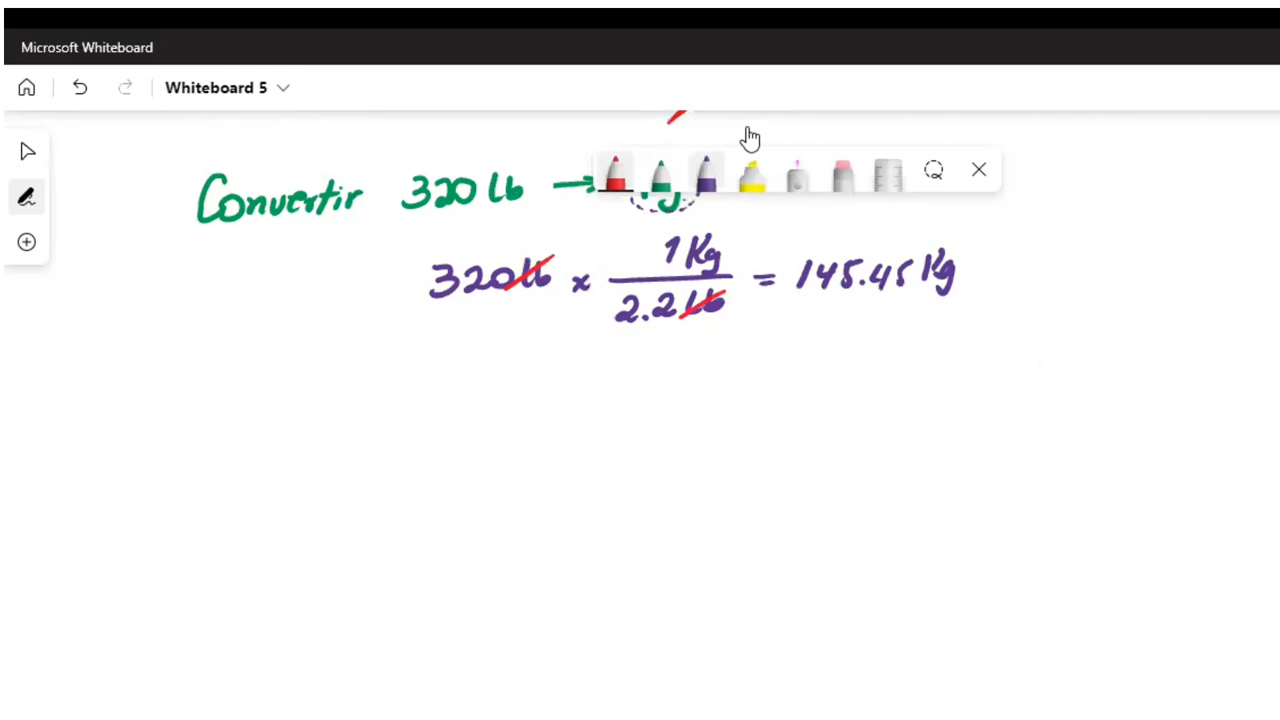 Microsoft Whiteboard
Whiteboard 5
Convertir 320 lb →
320 lb × 1 Kg / 2.2 lb = 145.45 Kg